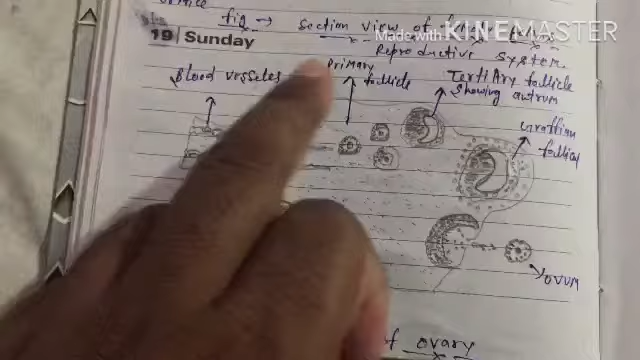 fig → Section view of
Made with KINEMASTER
19 Sunday
Reproductive system
Blood vesseles
Primary
follicle
Tertiary follicle
showing antrum
Graffian
follicle
ovum
of ovary